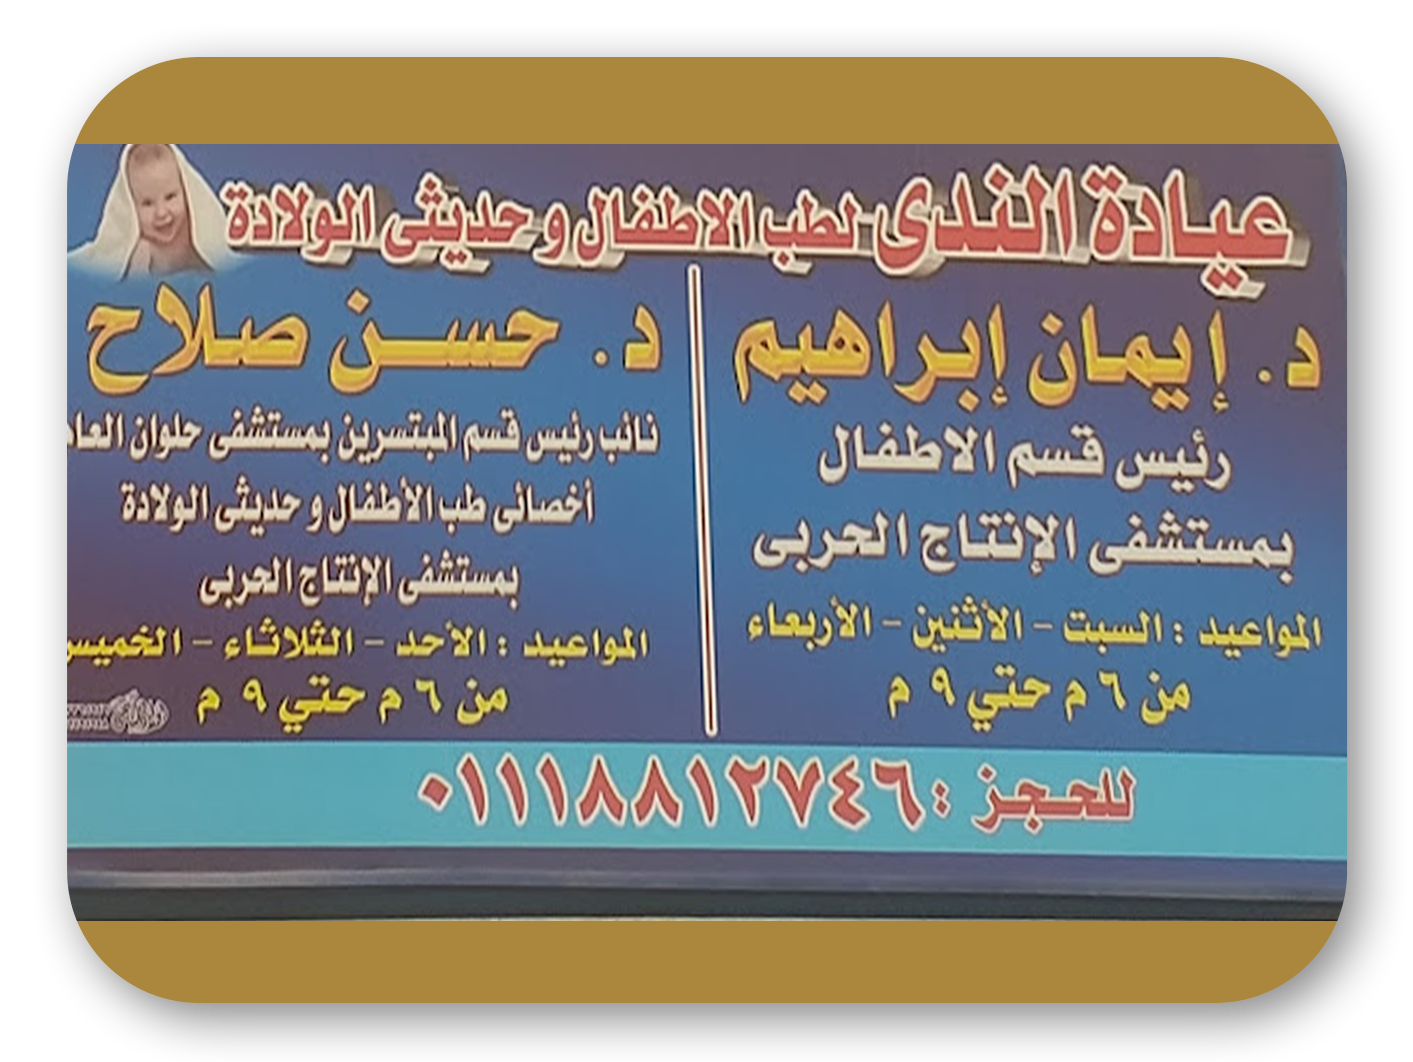 عيادة الندى لطب الاطفال و حديثى الولادة
د. إيمان إبراهيم
رئيس قسم الاطفال
بمستشفى الإنتاج الحربى
المواعيد : السبت - الأثنين - الأربعاء
من ٦ م حتي ٩ م
د. حسن صلاح
نائب رئيس قسم المبتسرين بمستشفى حلوان العا
أخصائى طب الأطفال و حديثى الولادة
بمستشفى الإنتاج الحربى
المواعيد : الأحد - الثلاثاء - الخميس
من ٦ م حتي ٩ م
للحجز : ٠١١١٨٨١٢٧٤٦